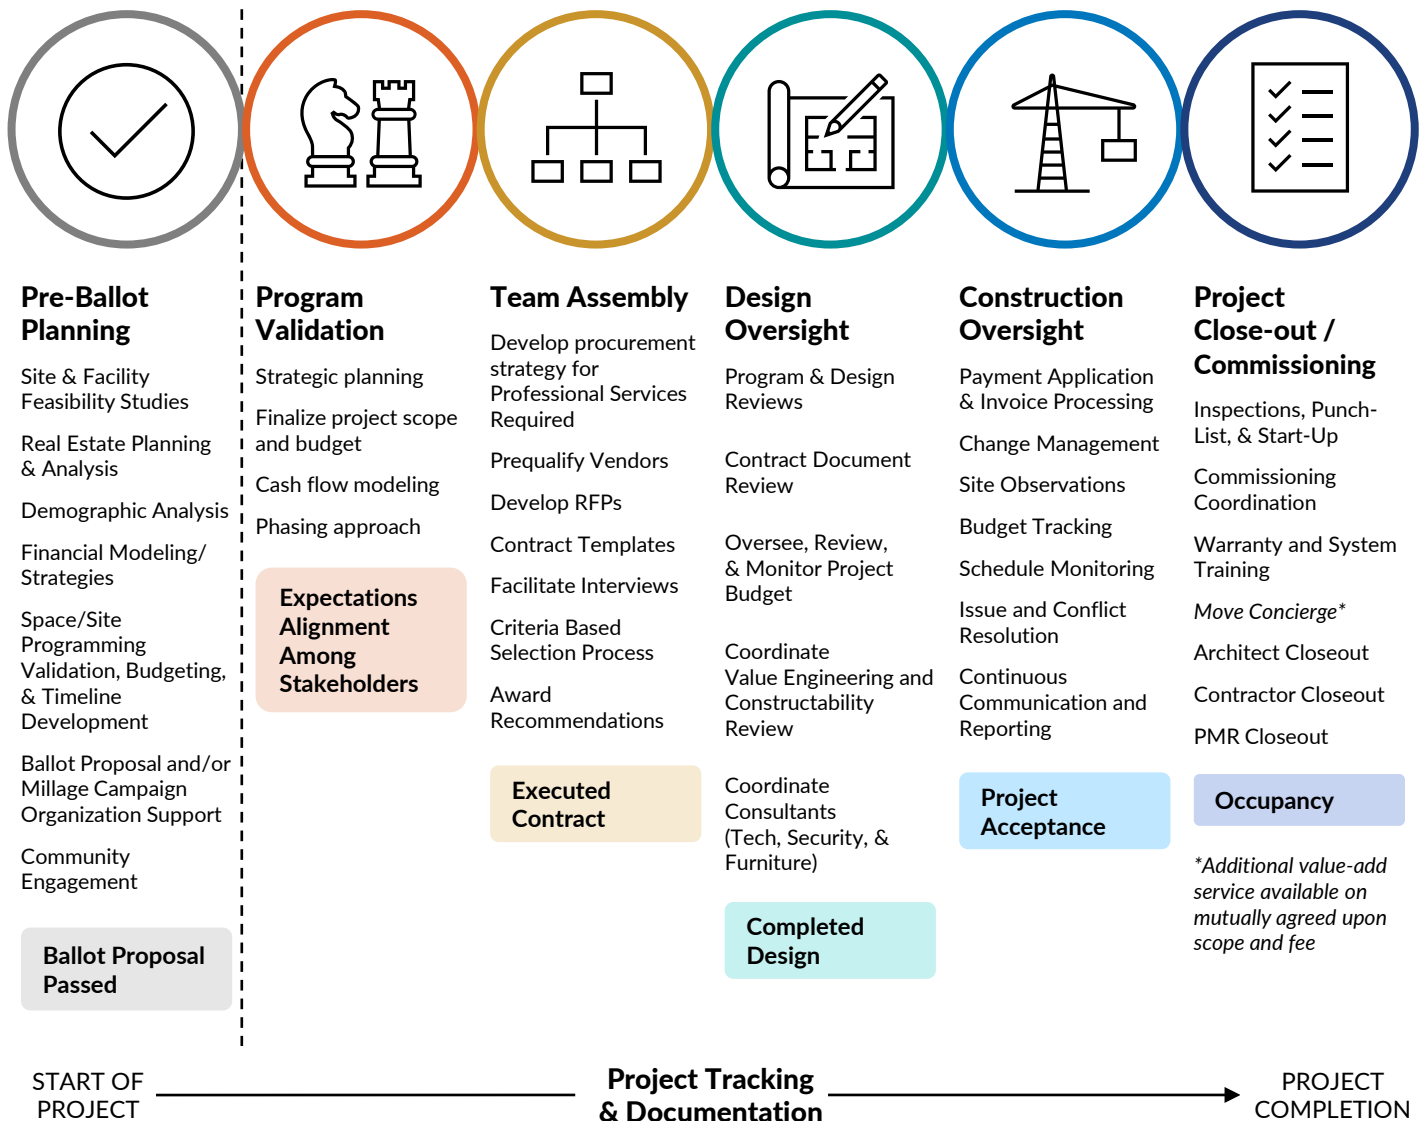 Pre-Ballot
Planning
Site & Facility
Feasibility Studies
Real Estate Planning
& Analysis
Demographic Analysis
Financial Modeling/
Strategies
Space/Site
Programming
Validation, Budgeting,
& Timeline
Development
Ballot Proposal and/or
Millage Campaign
Organization Support
Community
Engagement
Ballot Proposal
Passed
Program
Validation
Strategic planning
Finalize project scope
and budget
Cash flow modeling
Phasing approach
Expectations
Alignment
Among
Stakeholders
Team Assembly
Develop procurement
strategy for
Professional Services
Required
Prequalify Vendors
Develop RFPs
Contract Templates
Facilitate Interviews
Criteria Based
Selection Process
Award
Recommendations
Executed
Contract
Design
Oversight
Program & Design
Reviews
Contract Document
Review
Oversee, Review,
& Monitor Project
Budget
Coordinate
Value Engineering and
Constructability
Review
Coordinate
Consultants
(Tech, Security, &
Furniture)
Completed
Design
Construction
Oversight
Payment Application
& Invoice Processing
Change Management
Site Observations
Budget Tracking
Schedule Monitoring
Issue and Conflict
Resolution
Continuous
Communication and
Reporting
Project
Acceptance
Project
Close-out /
Commissioning
Inspections, Punch-
List, & Start-Up
Commissioning
Coordination
Warranty and System
Training
Move Concierge*
Architect Closeout
Contractor Closeout
PMR Closeout
Occupancy
*Additional value-add
service available on
mutually agreed upon
scope and fee
START OF
PROJECT
Project Tracking
& Documentation
PROJECT
COMPLETION